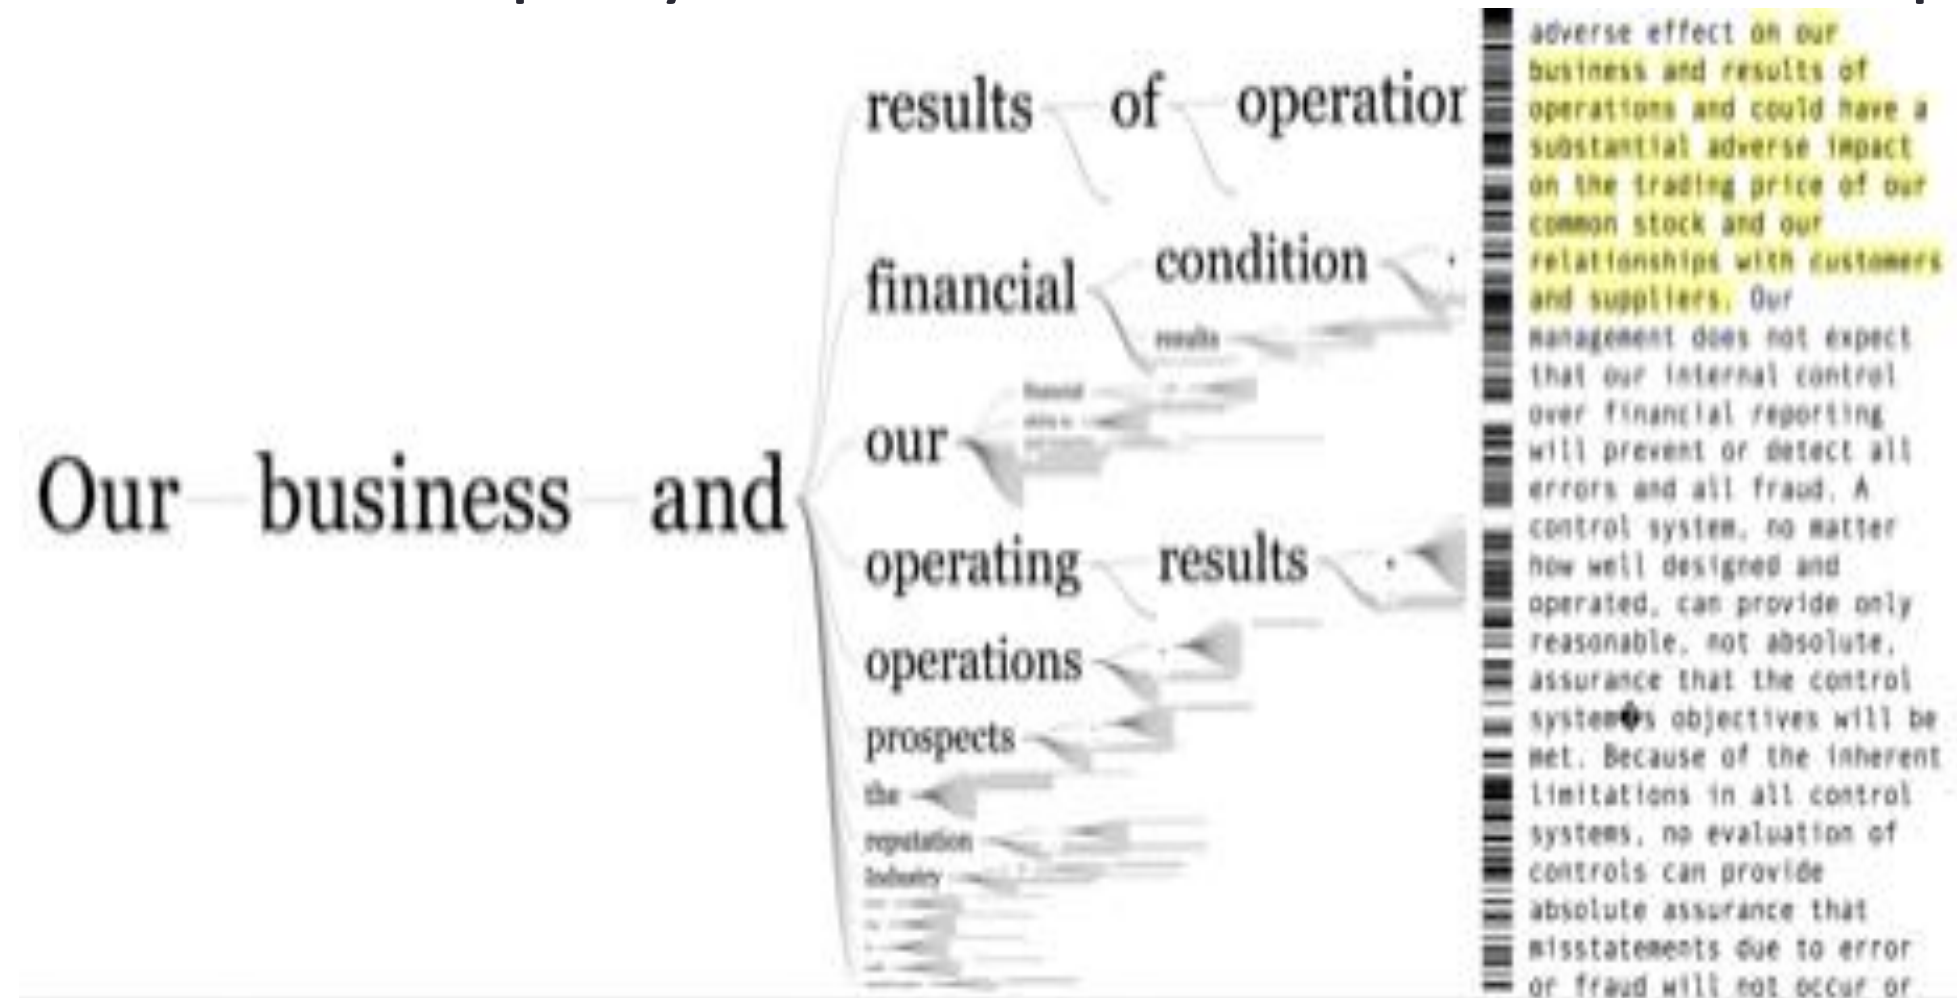 Our business and
results of operation
financial condition
results
our
financial
operating results
operations
prospects
the
reputation
Industry
adverse effect on our
business and results of
operations and could have a
substantial adverse impact
on the trading price of our
common stock and our
relationships with customers
and suppliers. Our
management does not expect
that our internal control
over financial reporting
will prevent or detect all
errors and all fraud. A
control system, no matter
how well designed and
operated, can provide only
reasonable, not absolute,
assurance that the control
system�s objectives will be
met. Because of the inherent
limitations in all control
systems, no evaluation of
controls can provide
absolute assurance that
misstatements due to error
or fraud will not occur or